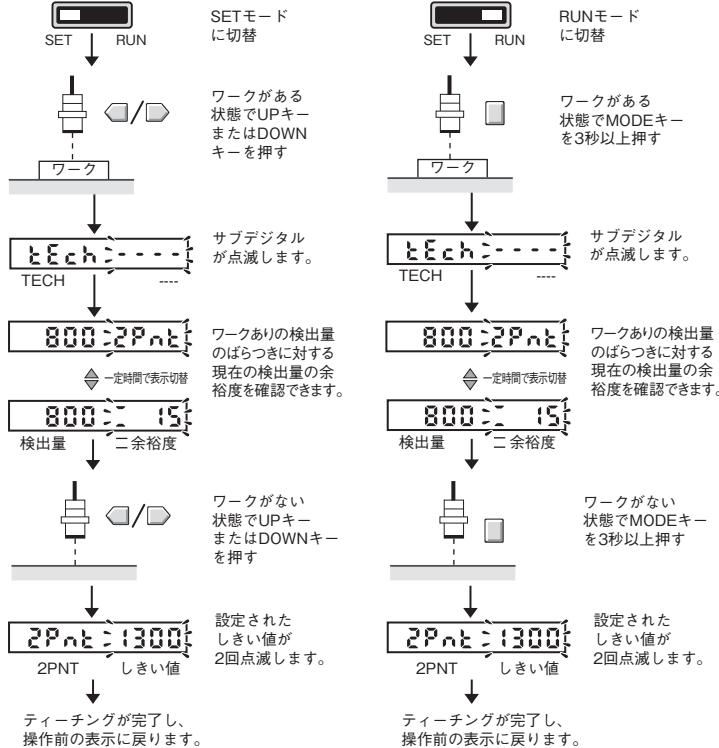 SET RUN
SETモード
に切替
ワークがある
状態でUPキー
またはDOWN
キーを押す
ワーク
tEch ----
TECH ----
サブデジタル
が点滅します。
800 2Pnt
ワークありの検出量
のばらつきに対する
現在の検出量の余
裕度を確認できます。
一定時間で表示切替
800 二 15
検出量 二余裕度
ワークがない
状態でUPキー
またはDOWNキー
を押す
2Pnt 1300
2PNT しきい値
設定された
しきい値が
2回点滅します。
ティーチングが完了し、
操作前の表示に戻ります。
SET RUN
RUNモード
に切替
ワークがある
状態でMODEキー
を3秒以上押す
ワーク
tEch ----
TECH ----
サブデジタル
が点滅します。
800 2Pnt
ワークありの検出量
のばらつきに対する
現在の検出量の余
裕度を確認できます。
一定時間で表示切替
800 二 15
検出量 二余裕度
ワークがない
状態でMODEキー
を3秒以上押す
2Pnt 1300
2PNT しきい値
設定された
しきい値が
2回点滅します。
ティーチングが完了し、
操作前の表示に戻ります。